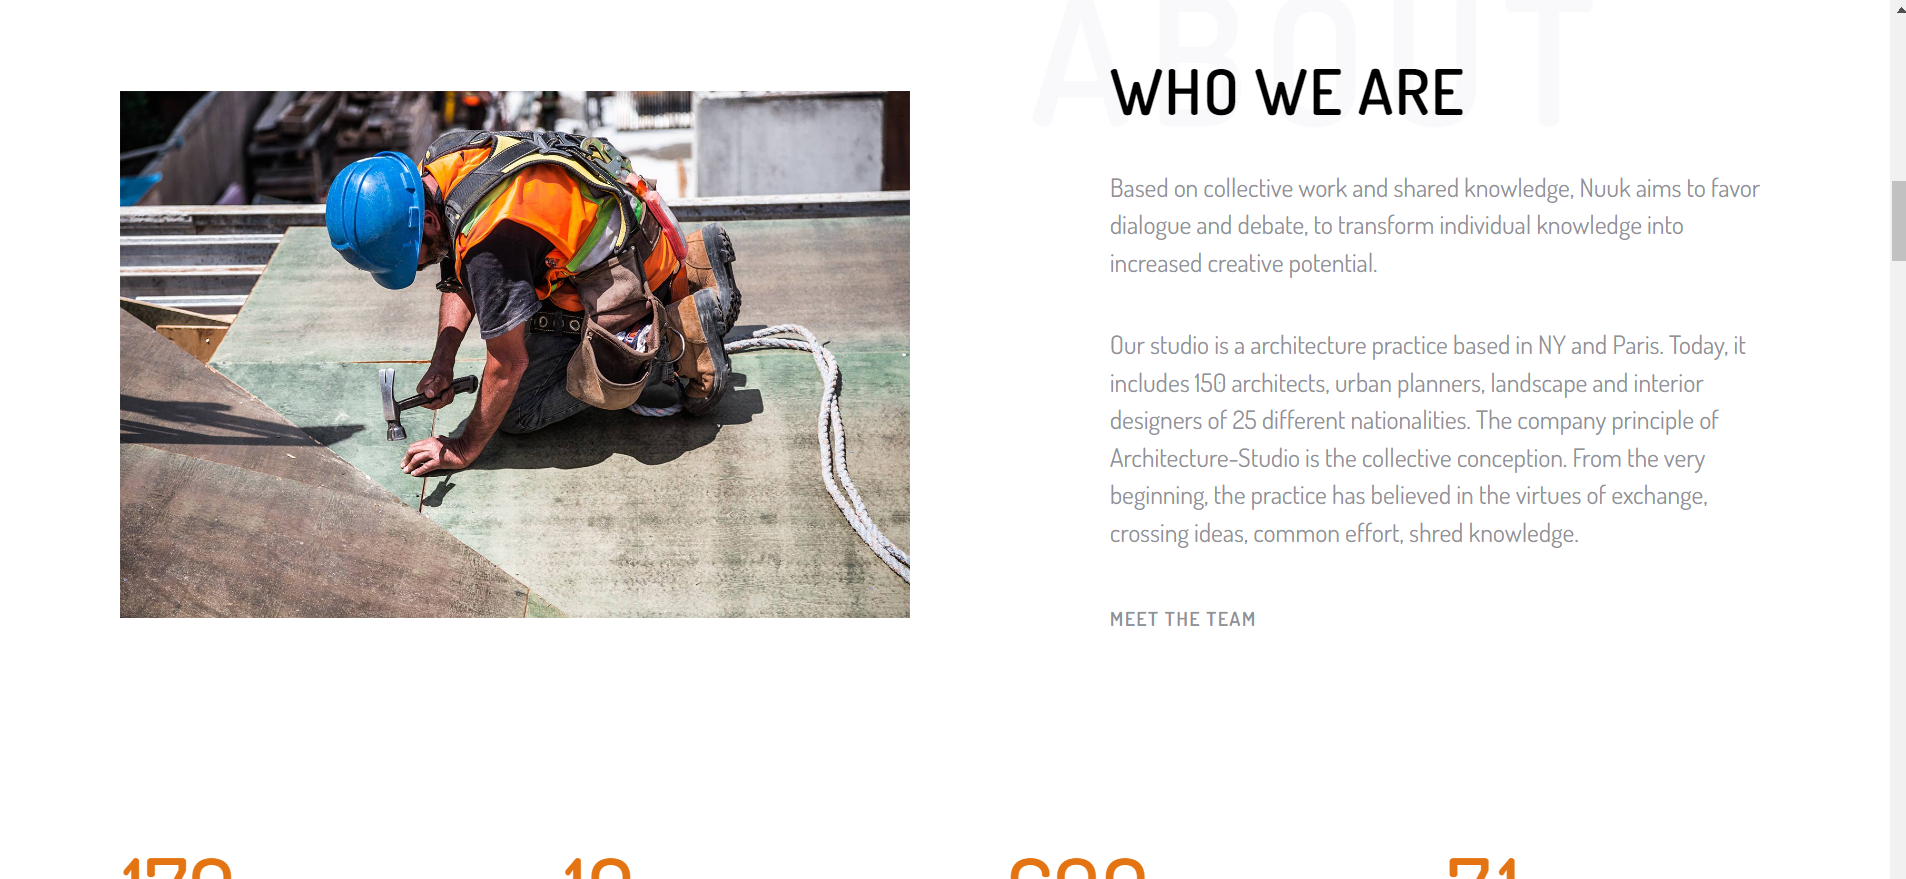 ABOUT
WHO WE ARE
Based on collective work and shared knowledge, Nuuk aims to favor
dialogue and debate, to transform individual knowledge into
increased creative potential.
Our studio is a architecture practice based in NY and Paris. Today, it
includes 150 architects, urban planners, landscape and interior
designers of 25 different nationalities. The company principle of
Architecture-Studio is the collective conception. From the very
beginning, the practice has believed in the virtues of exchange,
crossing ideas, common effort, shred knowledge.
MEET THE TEAM